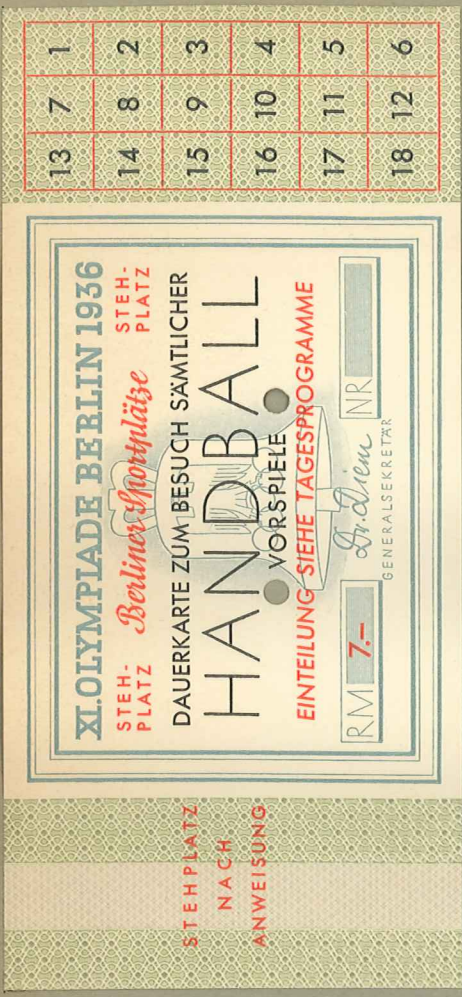 STEHPLATZ
NACH
ANWEISUNG
XI. OLYMPIADE BERLIN 1936
STEH-
PLATZ
Berliner Sportplätze
STEH-
PLATZ
DAUERKARTE ZUM BESUCH SÄMTLICHER
HANDBALL
VORSPIELE
EINTEILUNG SIEHE TAGESPROGRAMME
RM 7.–
Dr. Diem
GENERALSEKRETÄR
NR
13 7 1
14 8 2
15 9 3
16 10 4
17 11 5
18 12 6